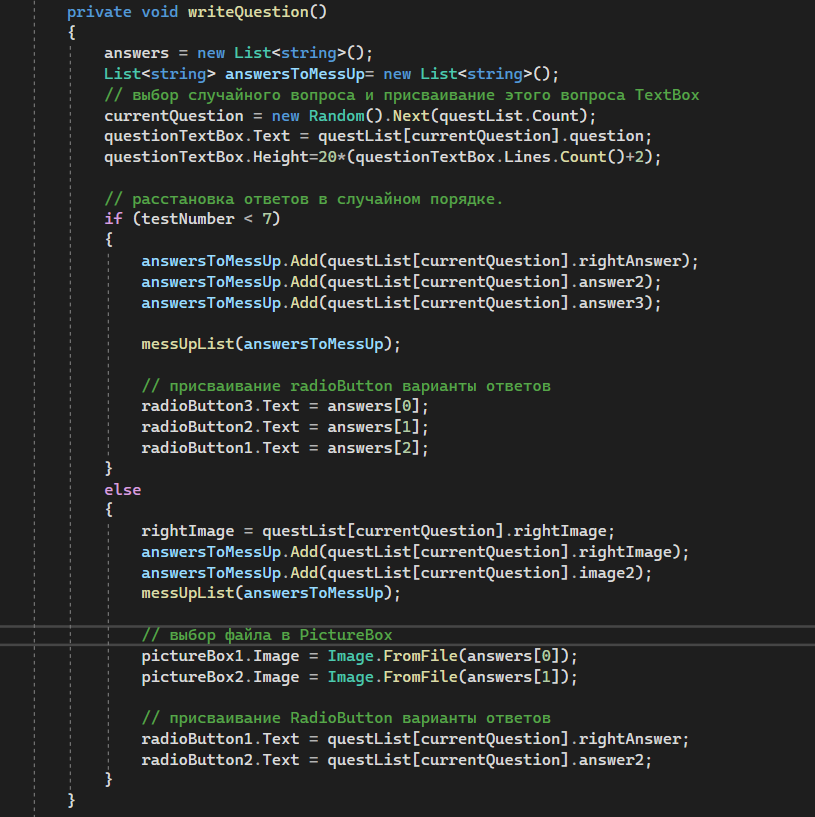 private void writeQuestion()
{
answers = new List<string>();
List<string> answersToMessUp= new List<string>();
// выбор случайного вопроса и присваивание этого вопроса TextBox
currentQuestion = new Random().Next(questList.Count);
questionTextBox.Text = questList[currentQuestion].question;
questionTextBox.Height=20*(questionTextBox.Lines.Count()+2);
// расстановка ответов в случайном порядке.
if (testNumber < 7)
{
answersToMessUp.Add(questList[currentQuestion].rightAnswer);
answersToMessUp.Add(questList[currentQuestion].answer2);
answersToMessUp.Add(questList[currentQuestion].answer3);
messUpList(answersToMessUp);
// присваивание radioButton варианты ответов
radioButton3.Text = answers[0];
radioButton2.Text = answers[1];
radioButton1.Text = answers[2];
}
else
{
rightImage = questList[currentQuestion].rightImage;
answersToMessUp.Add(questList[currentQuestion].rightImage);
answersToMessUp.Add(questList[currentQuestion].image2);
messUpList(answersToMessUp);
// выбор файла в PictureBox
pictureBox1.Image = Image.FromFile(answers[0]);
pictureBox2.Image = Image.FromFile(answers[1]);
// присваивание RadioButton варианты ответов
radioButton1.Text = questList[currentQuestion].rightAnswer;
radioButton2.Text = questList[currentQuestion].answer2;
}
}